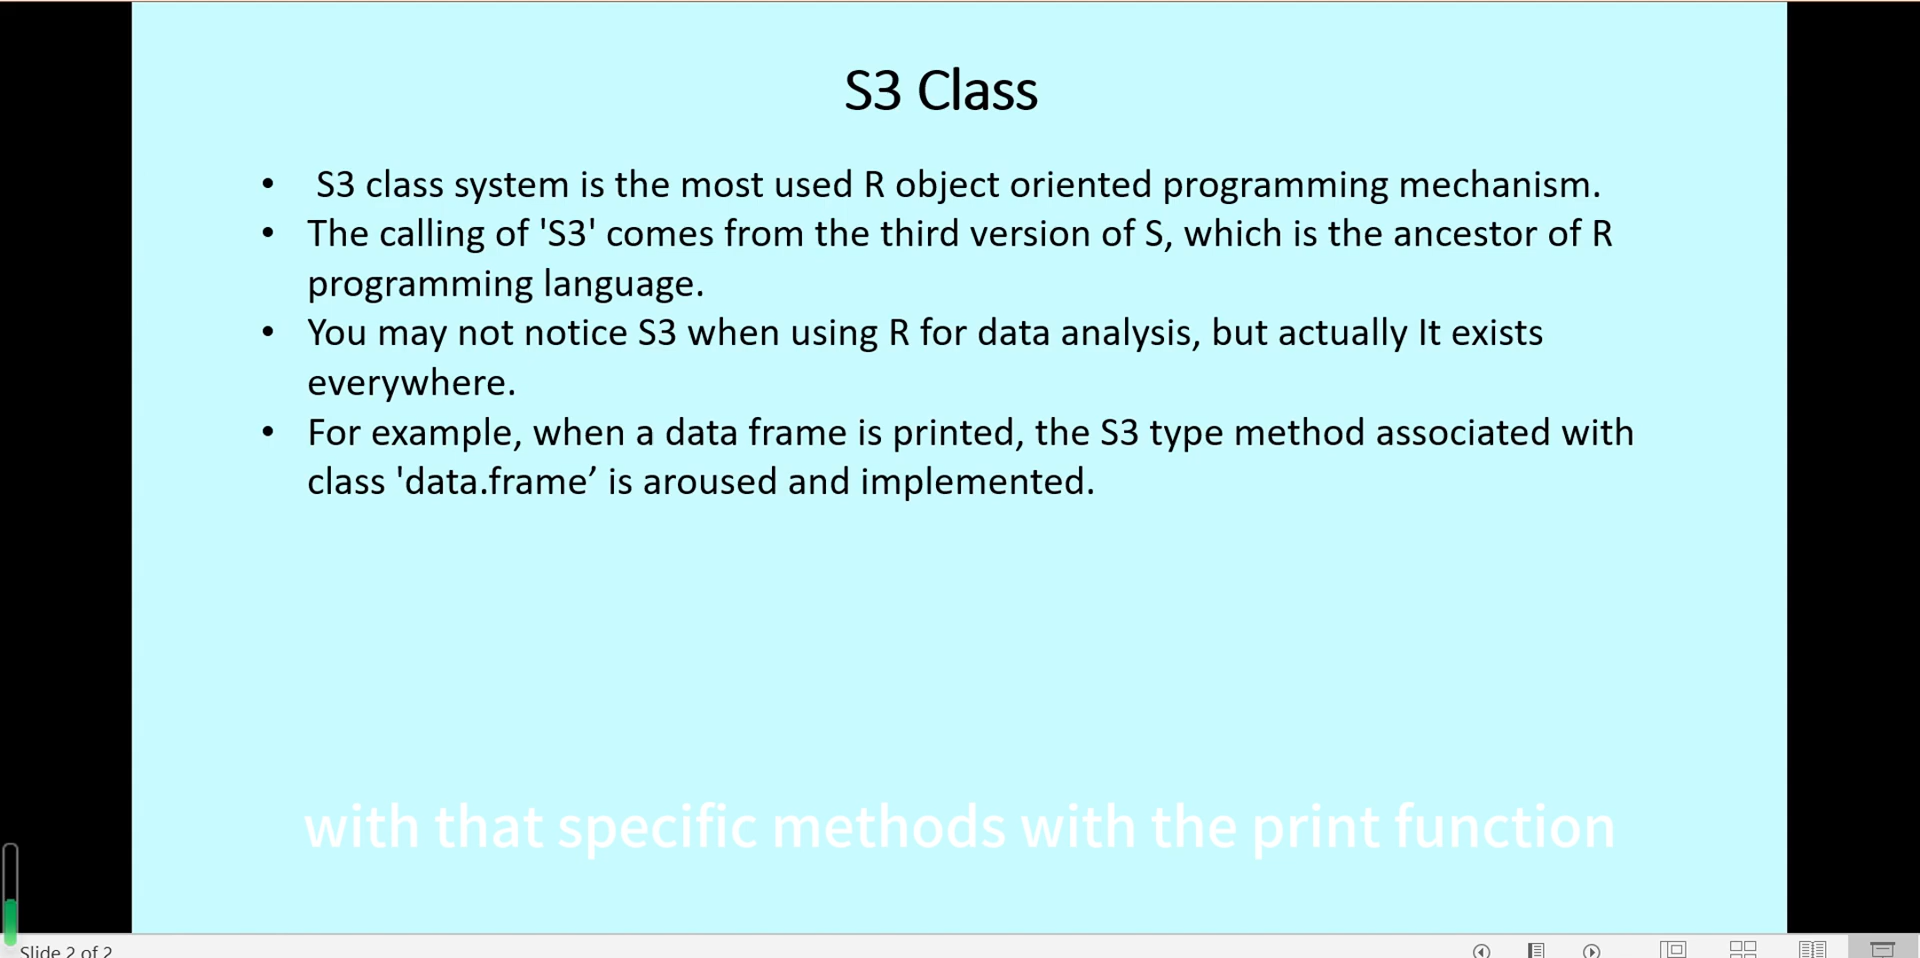 S3 Class
• S3 class system is the most used R object oriented programming mechanism.
• The calling of 'S3' comes from the third version of S, which is the ancestor of R
programming language.
• You may not notice S3 when using R for data analysis, but actually It exists
everywhere.
• For example, when a data frame is printed, the S3 type method associated with
class 'data.frame’ is aroused and implemented.
with that specific methods with the print function
Slide 2 of 2